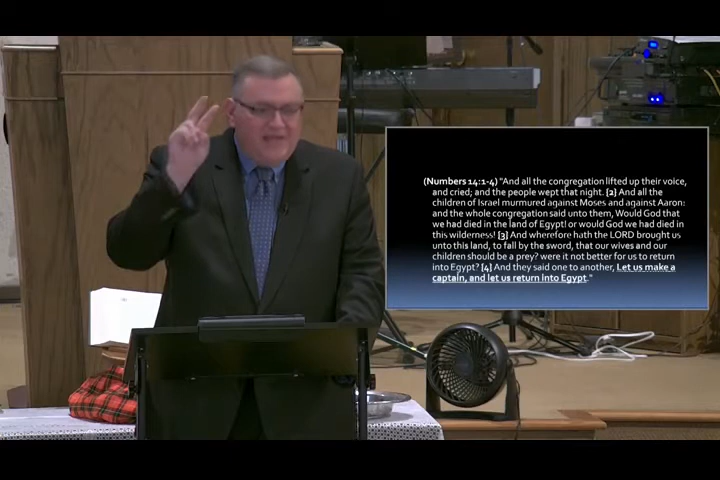 (Numbers 14:1-4) "And all the congregation lifted up their voice,
and cried; and the people wept that night. [2] And all the
children of Israel murmured against Moses and against Aaron:
and the whole congregation said unto them, Would God that
we had died in the land of Egypt! or would God we had died in
this wilderness! [3] And wherefore hath the LORD brought us
unto this land, to fall by the sword, that our wives and our
children should be a prey? were it not better for us to return
into Egypt? [4] And they said one to another, Let us make a
captain, and let us return into Egypt."